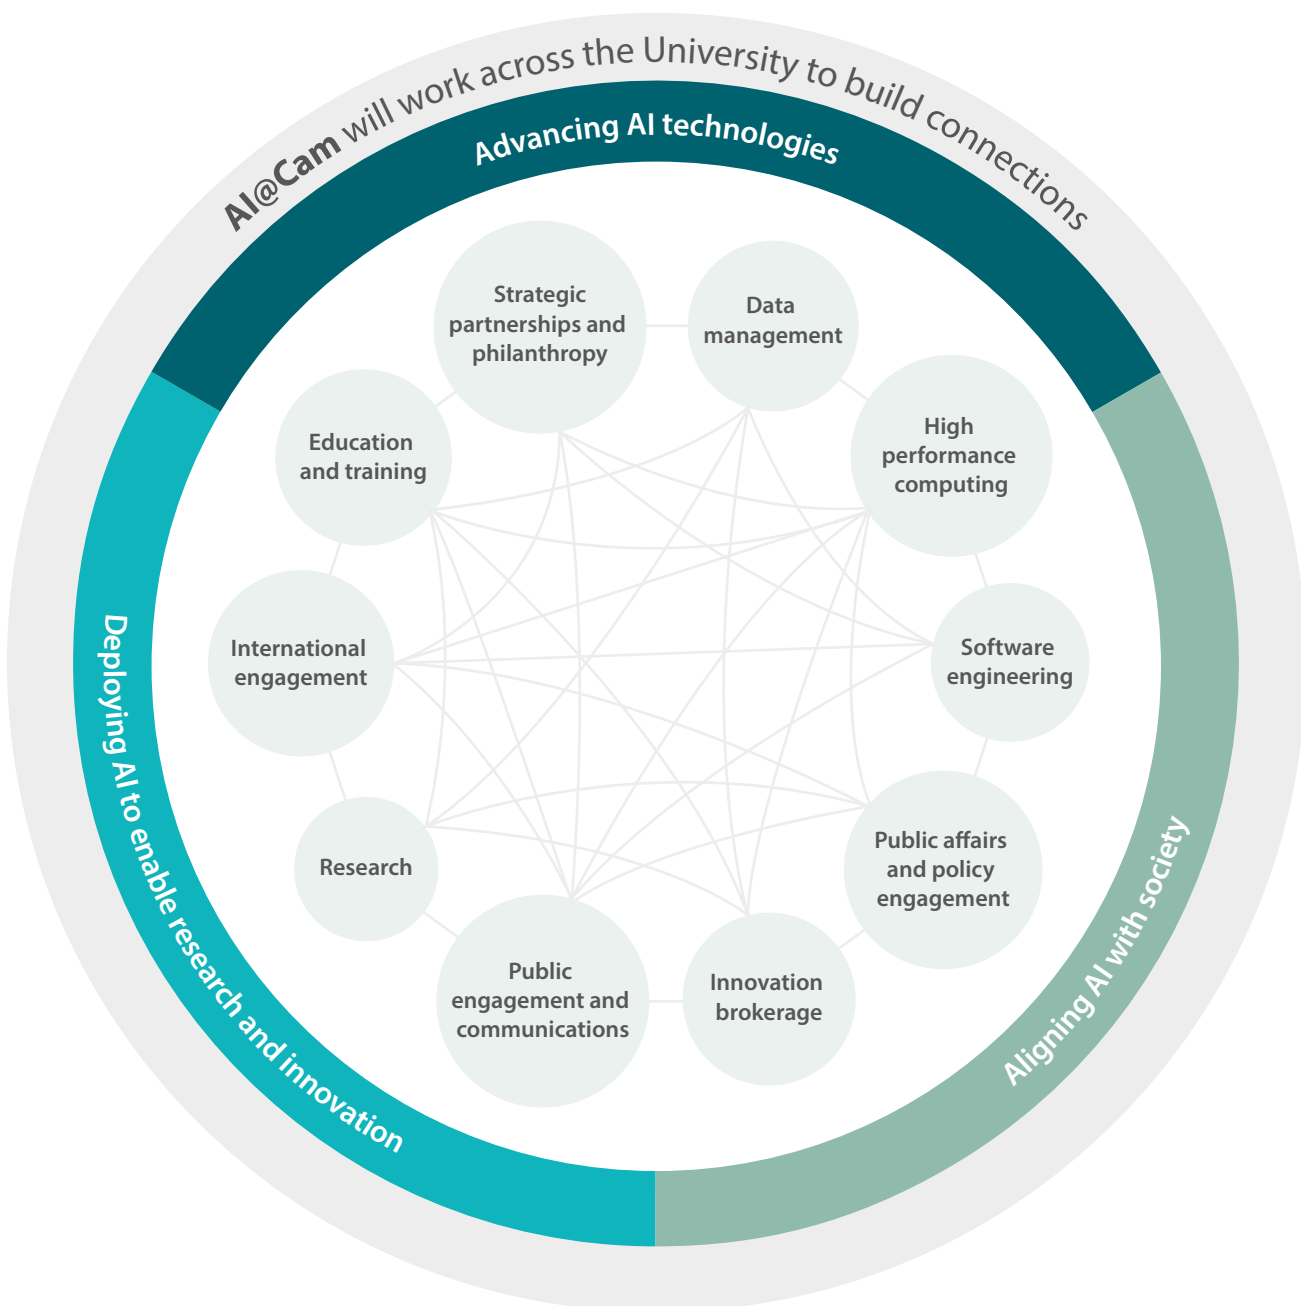 AI@Cam will work across the University to build connections
Advancing AI technologies
Strategic
partnerships and
philanthropy
Data
management
Education
and training
High
performance
computing
International
engagement
Software
engineering
Research
Public affairs
and policy
engagement
Public
engagement and
communications
Innovation
brokerage
Deploying AI to enable research and innovation
Aligning AI with society